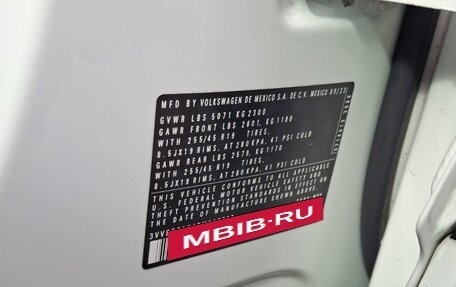 MFD BY VOLKSWAGEN DE MEXICO S.A. DE C.V. MEXICO 09/23
GVWR LBS 5071 KG 2300
GAWR FRONT LBS 2601, KG 1180
WITH 255/45 R19 TIRES,
8.5JX19 RIMS, AT 280 KPA, 41 PSI COLD
GAWR REAR LBS 2579, KG 1170
WITH 255/45 R19 TIRES,
8.5JX19 RIMS, AT 280 KPA, 41 PSI COLD
THIS VEHICLE CONFORMS TO ALL APPLICABLE
U.S. FEDERAL MOTOR VEHICLE SAFETY AND
THEFT PREVENTION STANDARDS IN EFFECT ON
THE DATE OF MANUFACTURE
3VVE
MBIB-RU